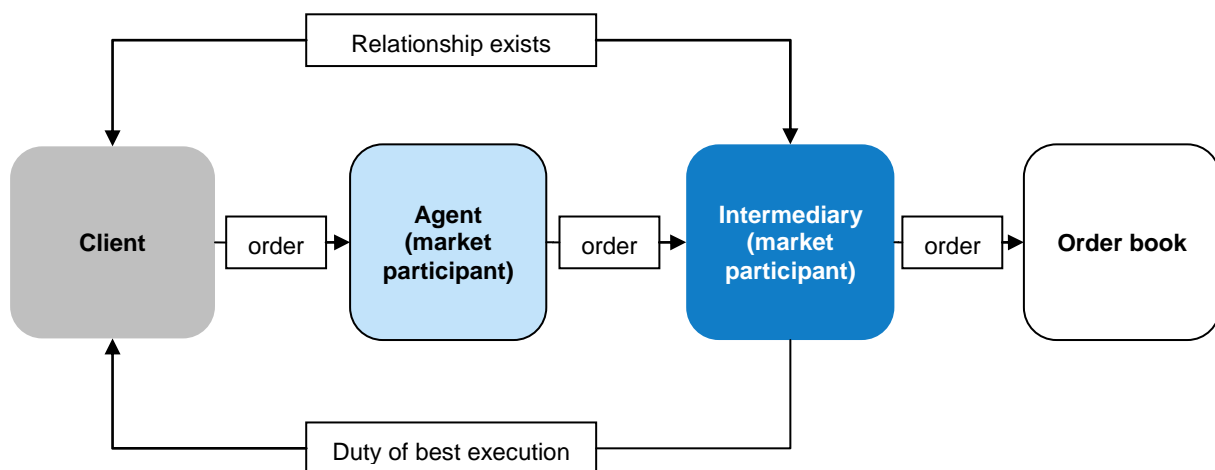 Relationship exists
Client
order
Agent
(market
participant)
order
Intermediary
(market
participant)
order
Order book
Duty of best execution